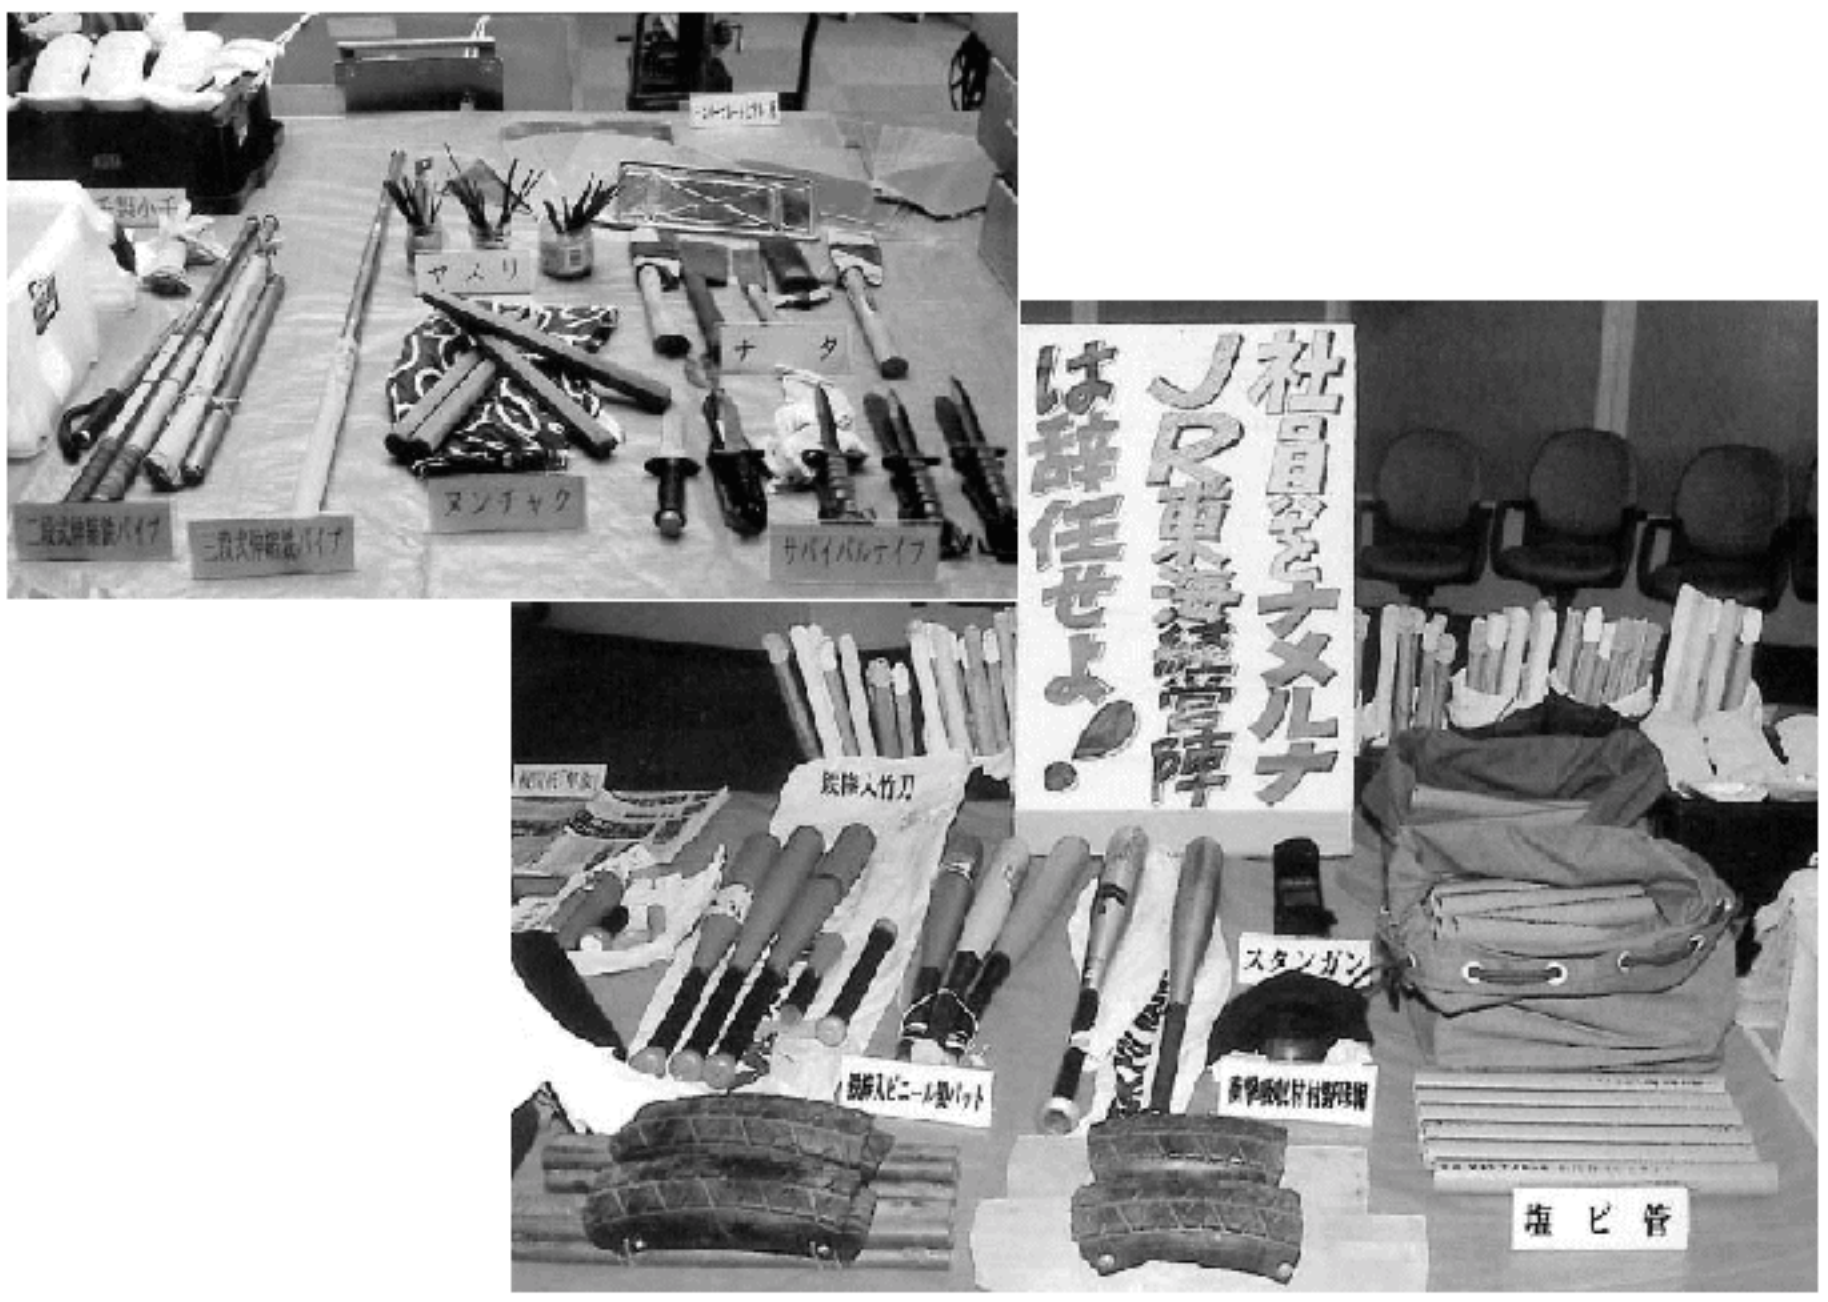 ヤスリ
ナタ
ヌンチャク
二段式伸縮鉄パイプ
三段式伸縮鉄パイプ
サバイバルナイフ
社員をナメルナ
JR東海経営陣
は辞任せよ!
鉄棒入竹刀
スタンガン
鉄棒入ビニール製バット
塩ビ管